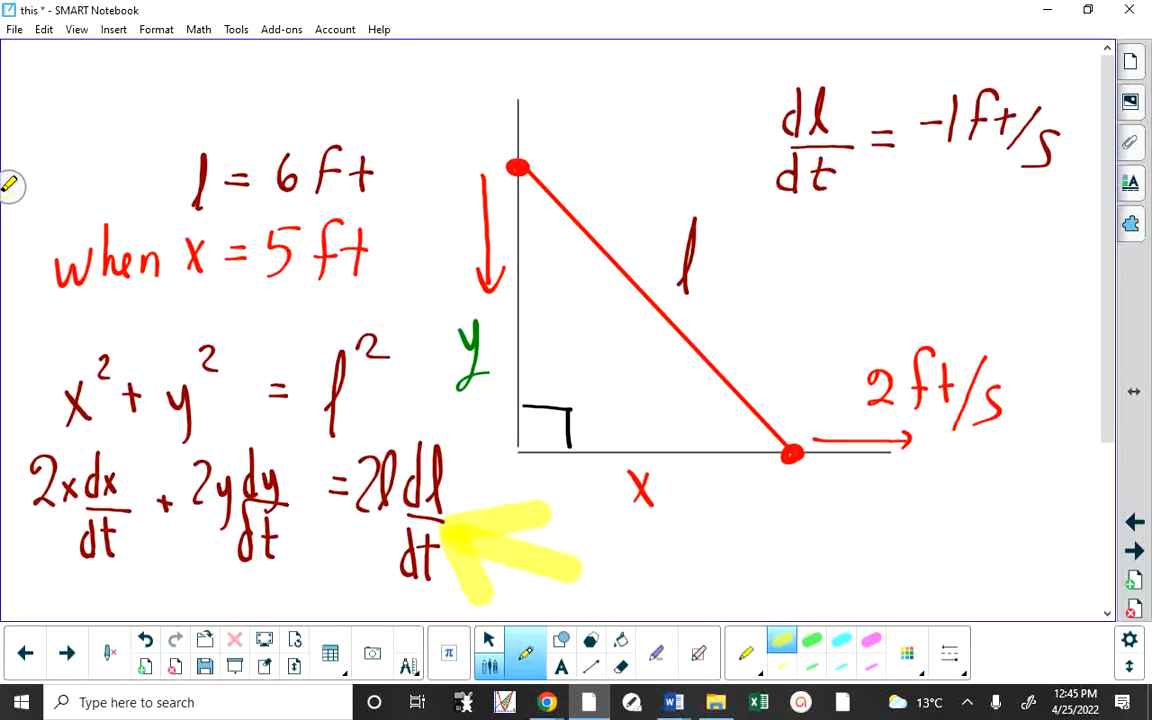 this * - SMART Notebook
File Edit View Insert Format Math Tools Add-ons Account Help
dl/dt = -1ft/s
l = 6 ft
when x = 5 ft
l
y
x² + y² = l²
2 ft/s
2x dx/dt + 2y dy/dt = 2l dl/dt
x
π
A
Type here to search
13°C
12:45 PM
4/25/2022